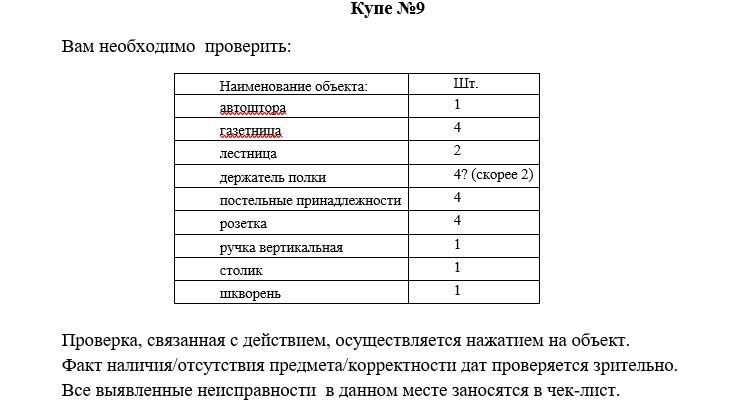 Купе №9
Вам необходимо проверить:
Наименование объекта: Шт.
автоштора 1
газетница 4
лестница 2
держатель полки 4? (скорее 2)
постельные принадлежности 4
розетка 4
ручка вертикальная 1
столик 1
шкворень 1
Проверка, связанная с действием, осуществляется нажатием на объект.
Факт наличия/отсутствия предмета/корректности дат проверяется зрительно.
Все выявленные неисправности в данном месте заносятся в чек-лист.